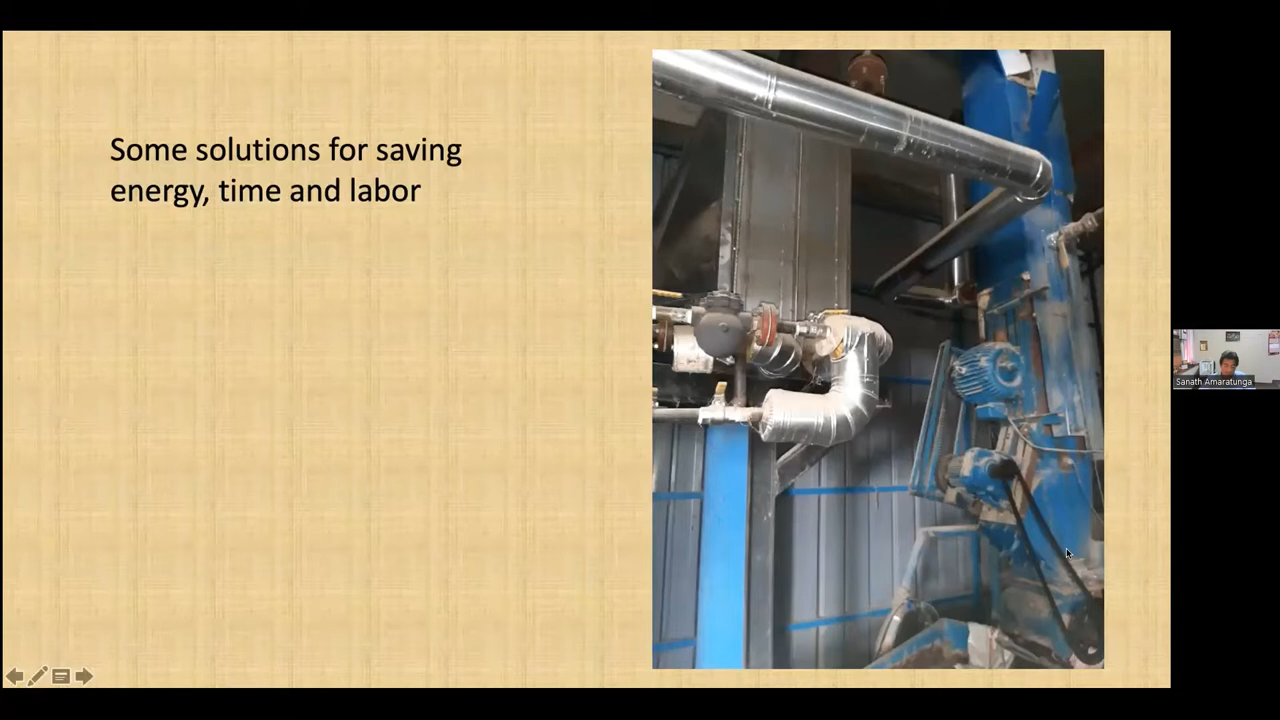 Some solutions for saving
energy, time and labor
Sanath Amaratunga